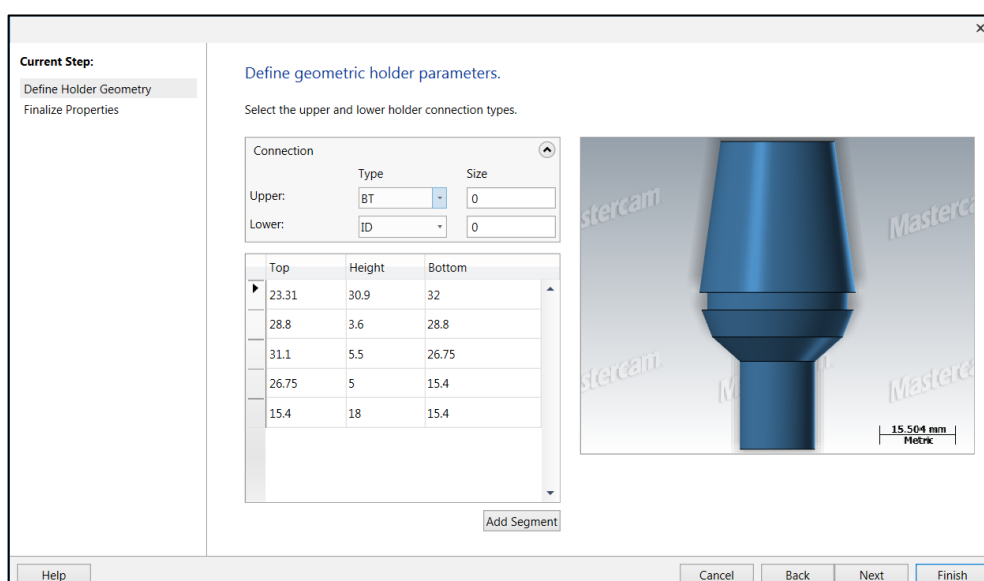 Current Step:
Define Holder Geometry
Finalize Properties
Define geometric holder parameters.
Select the upper and lower holder connection types.
Connection
Type Size
Upper: BT 0
Lower: ID 0
Top Height Bottom
23.31 30.9 32
28.8 3.6 28.8
31.1 5.5 26.75
26.75 5 15.4
15.4 18 15.4
Add Segment
Mastercam
15.504 mm
Metric
Help Cancel Back Next Finish